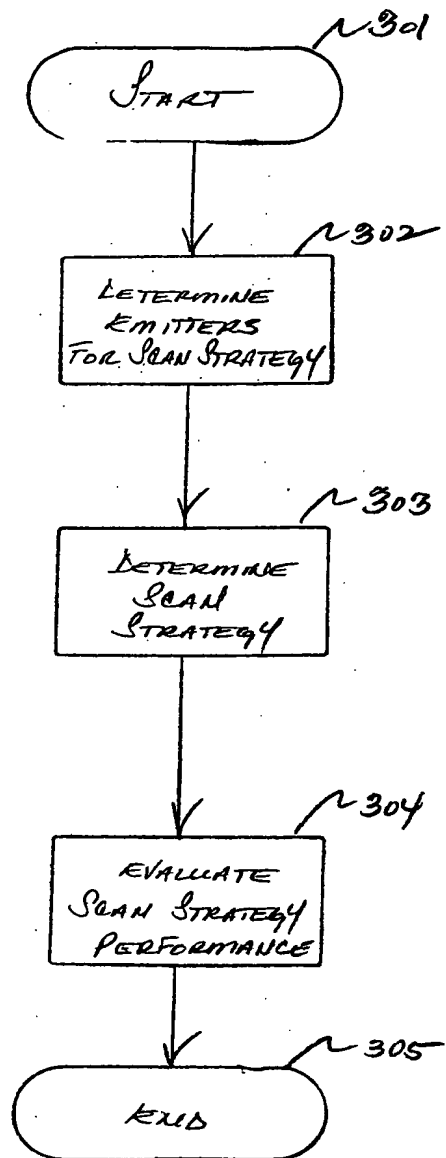 301
START
302
DETERMINE
EMITTERS
FOR SCAN STRATEGY
303
DETERMINE
SCAN
STRATEGY
304
EVALUATE
SCAN STRATEGY
PERFORMANCE
305
END